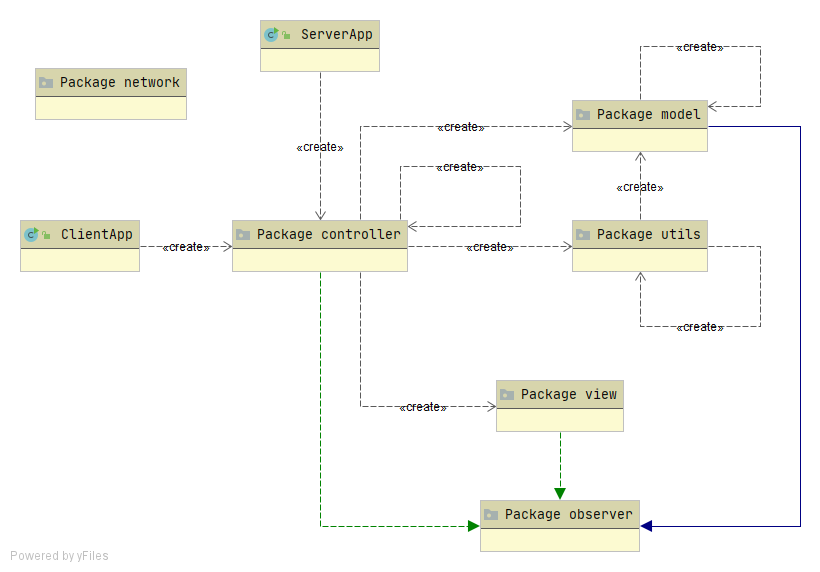 ServerApp
«create»
Package network
Package model
«create»
«create»
«create»
«create»
ClientApp
«create»
Package controller
«create»
Package utils
«create»
Package view
«create»
Package observer
Powered by yFiles